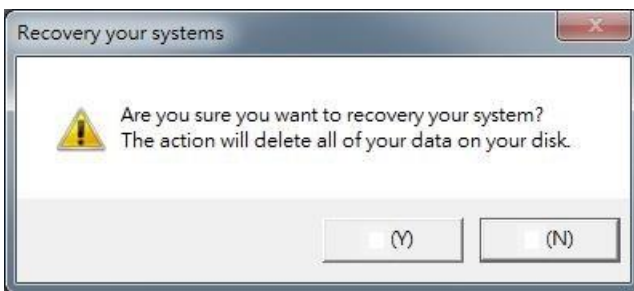 Recovery your systems
Are you sure you want to recovery your system?
The action will delete all of your data on your disk.
(Y)
(N)